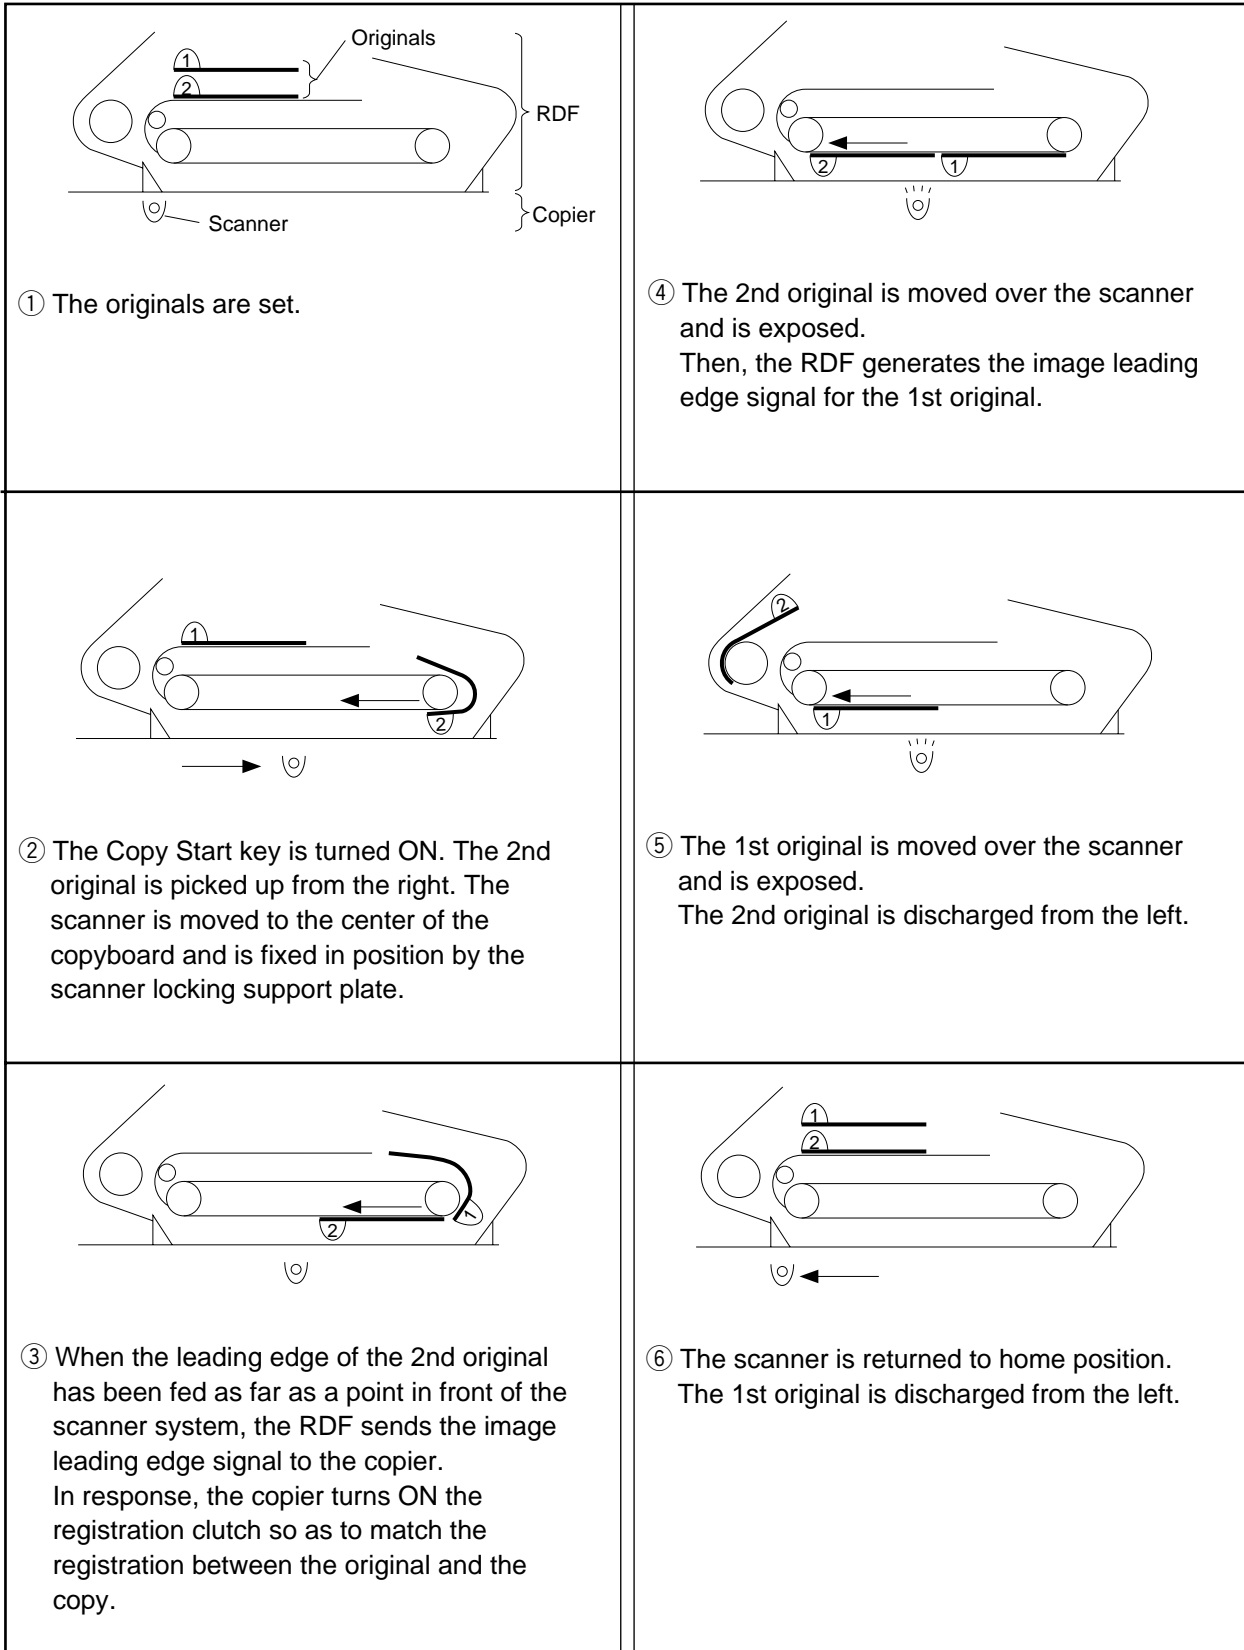 1
2
Originals
RDF
Scanner
Copier
① The originals are set.
1
2
② The Copy Start key is turned ON. The 2nd
original is picked up from the right. The
scanner is moved to the center of the
copyboard and is fixed in position by the
scanner locking support plate.
1
2
③ When the leading edge of the 2nd original
has been fed as far as a point in front of the
scanner system, the RDF sends the image
leading edge signal to the copier.
In response, the copier turns ON the
registration clutch so as to match the
registration between the original and the
copy.
2
1
④ The 2nd original is moved over the scanner
and is exposed.
Then, the RDF generates the image leading
edge signal for the 1st original.
2
1
⑤ The 1st original is moved over the scanner
and is exposed.
The 2nd original is discharged from the left.
1
2
⑥ The scanner is returned to home position.
The 1st original is discharged from the left.